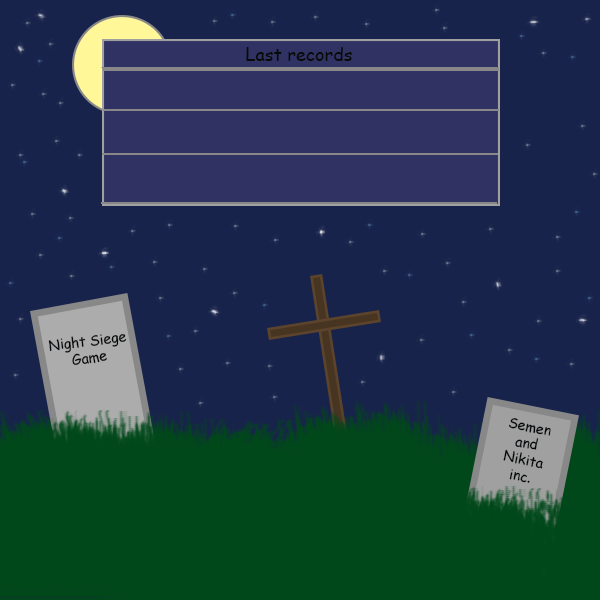 Last records
Night Siege
Game
Semen
and
Nikita
inc.